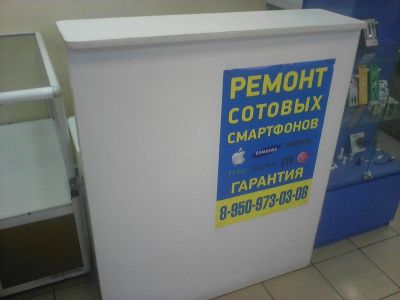 РЕМОНТ
СОТОВЫХ
СМАРТФОНОВ
SAMSUNG
HTC
ГАРАНТИЯ
8-950-973-03-08